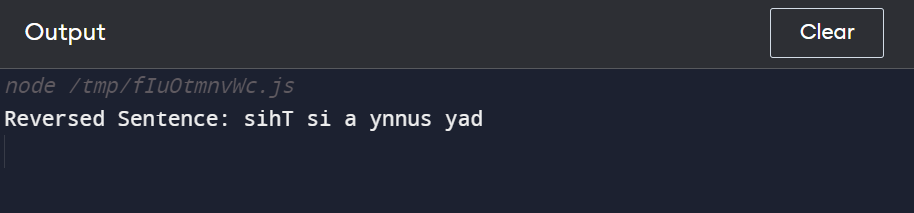 Output
Clear
node /tmp/fIuOtmnvWc.js
Reversed Sentence: sihT si a ynnus yad